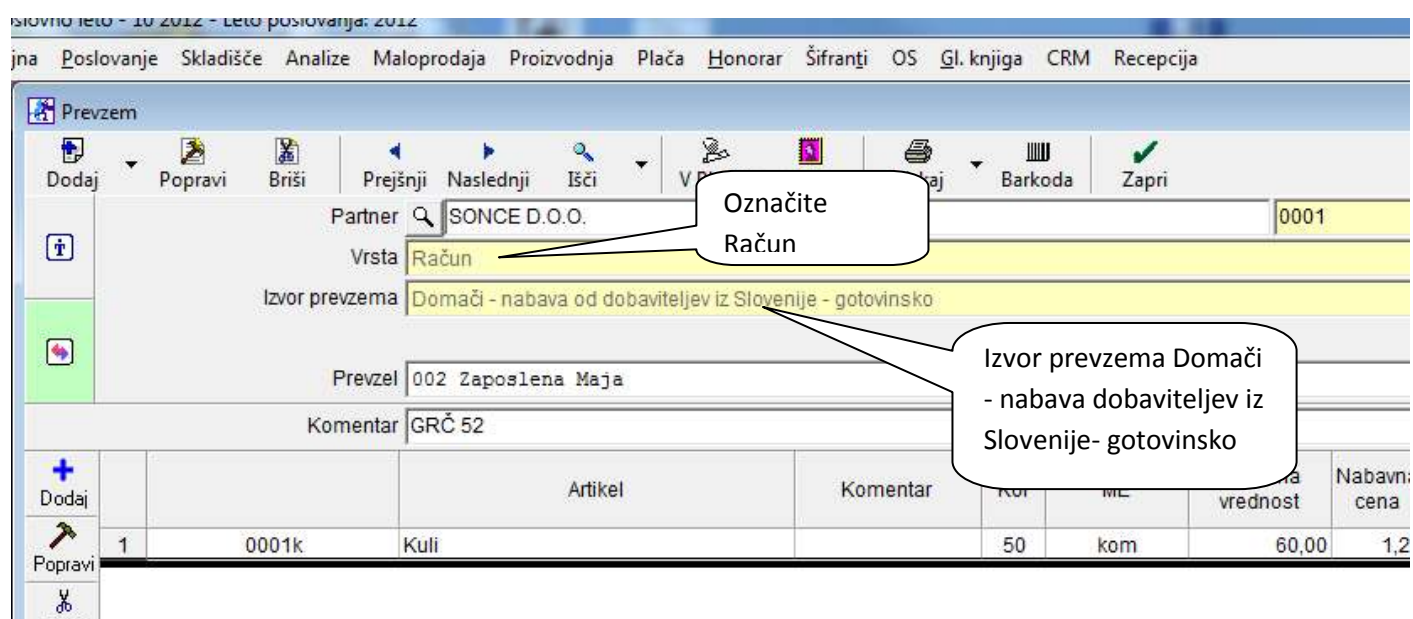 slovno leto - 10 2012 - Leto poslovanja: 2012
jna Poslovanje Skladišče Analize Maloprodaja Proizvodnja Plača Honorar Šifranti OS Gl. knjiga CRM Recepcija
Prevzem
Dodaj Popravi Briši Prejšnji Naslednji Išči V kaj Barkoda Zapri
Označite
Račun
Partner SONCE D.O.O. 0001
Vrsta Račun
Izvor prevzema Domači - nabava od dobaviteljev iz Slovenije - gotovinsko
Izvor prevzema Domači
- nabava dobaviteljev iz
Slovenije- gotovinsko
Prevzel 002 Zaposlena Maja
Komentar GRČ 52
Dodaj Artikel Komentar Kol ME vrednost Nabavna cena
1 0001k Kuli 50 kom 60,00 1,2
Popravi